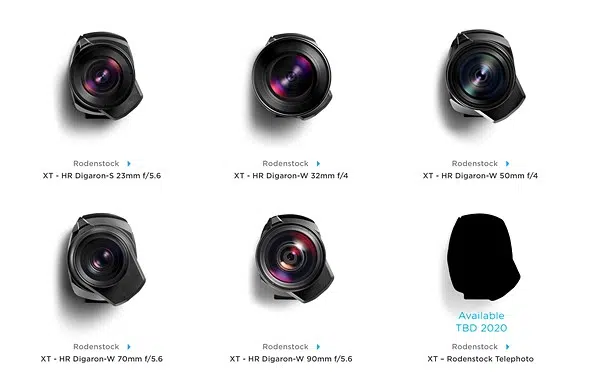 Rodenstock
XT - HR Digaron-S 23mm f/5.6
Rodenstock
XT - HR Digaron-W 32mm f/4
Rodenstock
XT - HR Digaron-W 50mm f/4
Rodenstock
XT - HR Digaron-W 70mm f/5.6
Rodenstock
XT - HR Digaron-W 90mm f/5.6
Available
TBD 2020
Rodenstock
XT – Rodenstock Telephoto